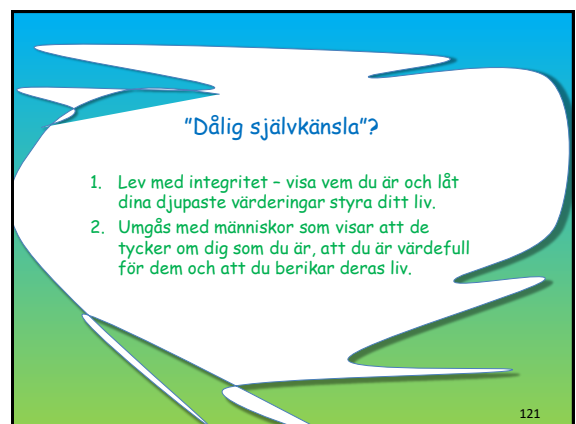 "Dålig självkänsla"?
1. Lev med integritet – visa vem du är och låt
dina djupaste värderingar styra ditt liv.
2. Umgås med människor som visar att de
tycker om dig som du är, att du är värdefull
för dem och att du berikar deras liv.
121